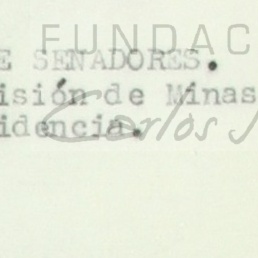 FUNDAC
E SENADORES.
isión de Minas
idencia.
Carlos